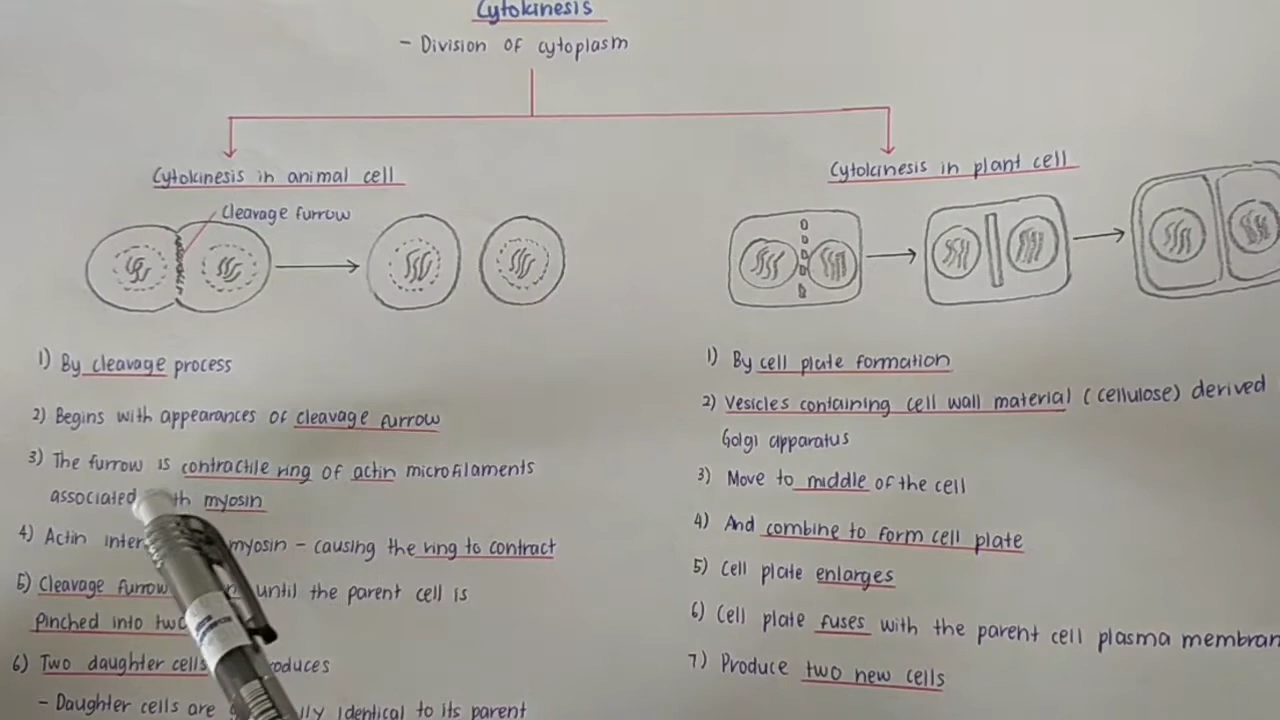 Cytokinesis
- Division of cytoplasm
Cytokinesis in animal cell
Cleavage furrow
1) By cleavage process
2) Begins with appearances of cleavage furrow
3) The furrow is contractile ring of actin microfilaments
associated myosin
4) Actin myosin - causing the ring to contract
5) Cleavage furrow until the parent cell is
Pinched into two
6) Two daughter cells
- Daughter cells are identical to its parent
Cytokinesis in plant cell
1) By cell plate formation
2) Vesicles containing cell wall material (cellulose) derived
Golgi apparatus
3) Move to middle of the cell
4) And combine to form cell plate
5) Cell plate enlarges
6) Cell plate fuses with the parent cell plasma membran
7) Produce two new cells